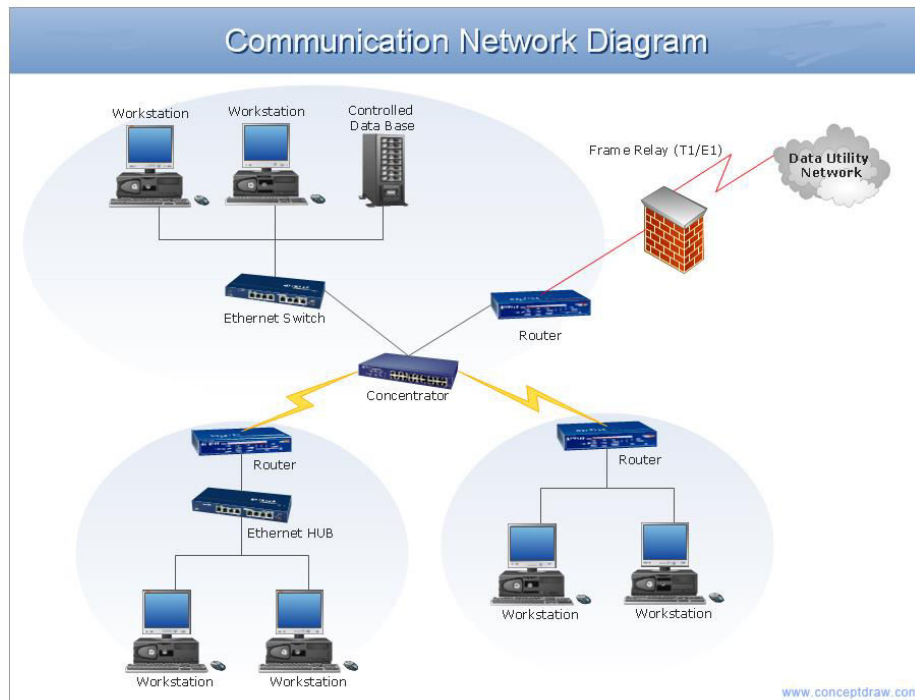 Communication Network Diagram
Workstation
Workstation
Controlled
Data Base
Frame Relay (T1/E1)
Data Utility
Network
Ethernet Switch
Router
Concentrator
Router
Router
Ethernet HUB
Workstation
Workstation
Workstation
Workstation
www.conceptdraw.com